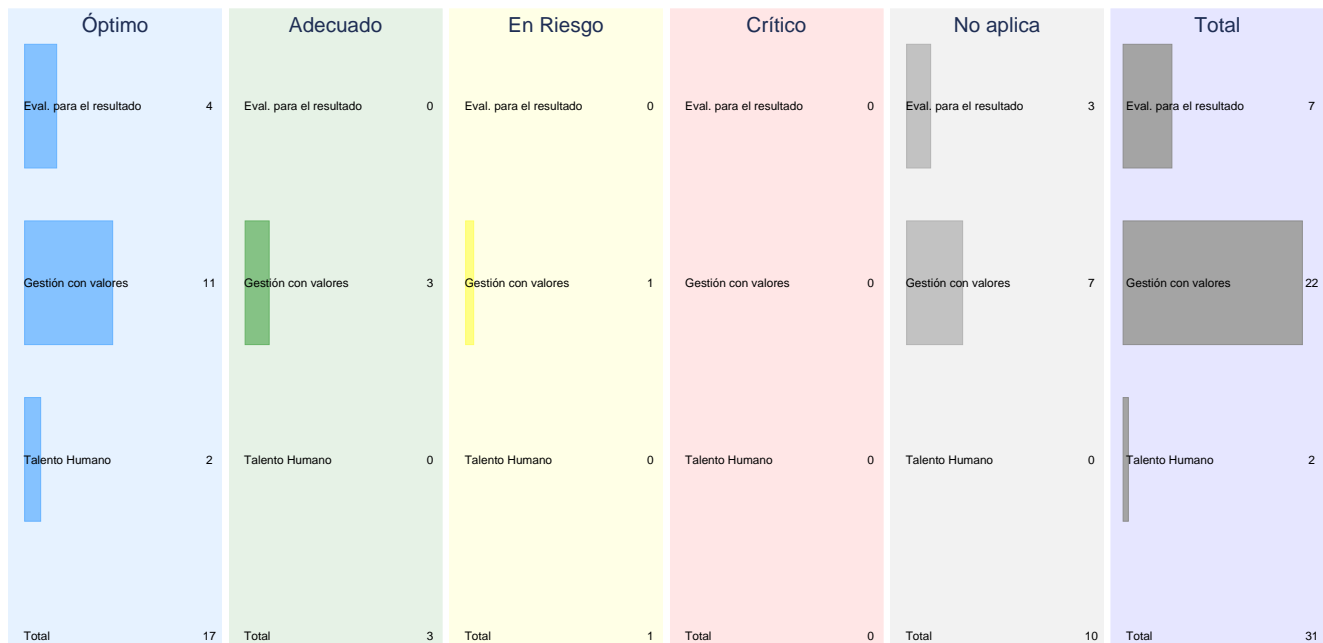 Óptimo Adecuado En Riesgo Crítico No aplica Total
Eval. para el resultado 4 Eval. para el resultado 0 Eval. para el resultado 0 Eval. para el resultado 0 Eval. para el resultado 3 Eval. para el resultado 7
Gestión con valores 11 Gestión con valores 3 Gestión con valores 1 Gestión con valores 0 Gestión con valores 7 Gestión con valores 22
Talento Humano 2 Talento Humano 0 Talento Humano 0 Talento Humano 0 Talento Humano 0 Talento Humano 2
Total 17 Total 3 Total 1 Total 0 Total 10 Total 31